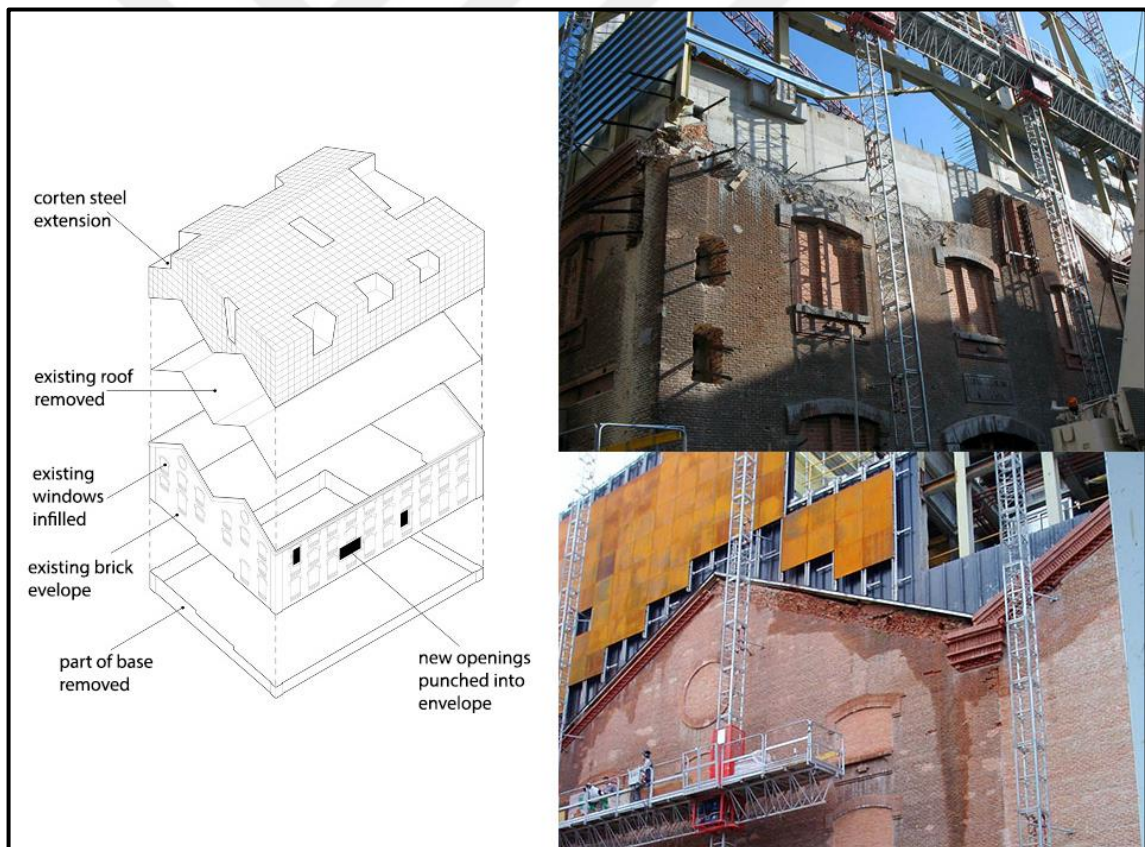 corten steel
extension
existing roof
removed
existing
windows
infilled
existing brick
evelope
part of base
removed
new openings
punched into
envelope